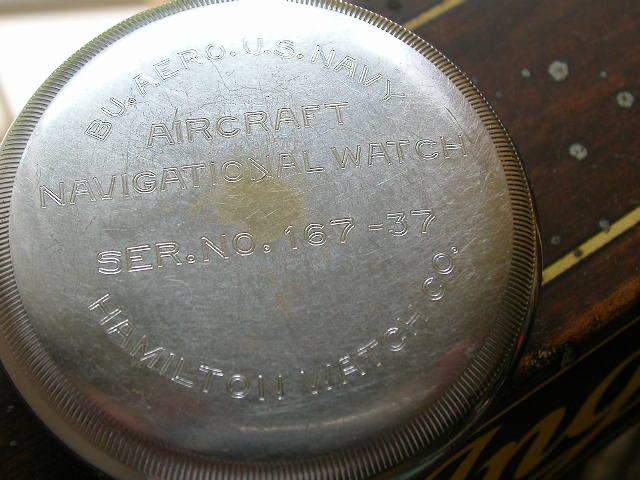 BU. AERO. U.S. NAVY
AIRCRAFT
NAVIGATIONAL WATCH
SER. NO. 167-37
HAMILTON WATCH CO.